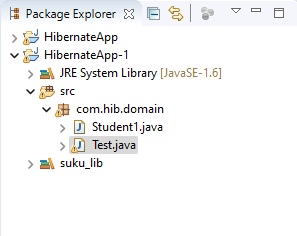 Package Explorer
HibernateApp
HibernateApp-1
JRE System Library [JavaSE-1.6]
src
com.hib.domain
Student1.java
Test.java
suku_lib